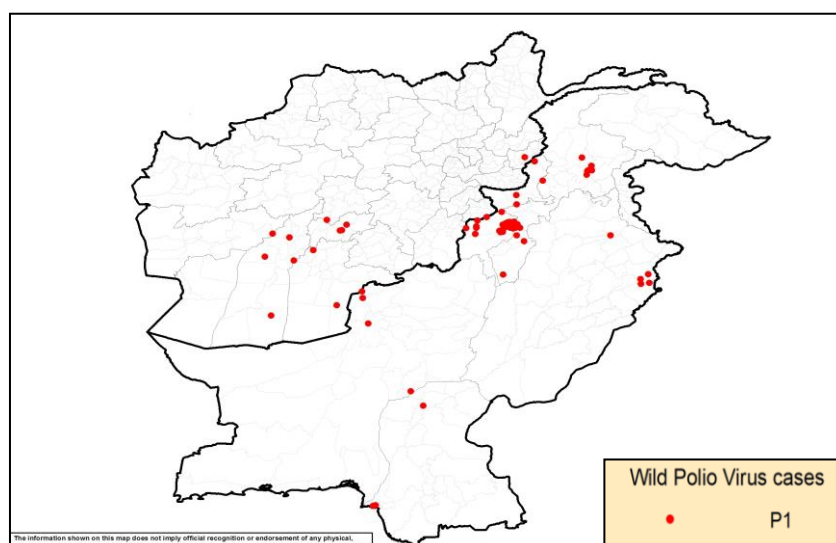 Wild Polio Virus cases
P1
The information shown on this map does not imply official recognition or endorsement of any physical,